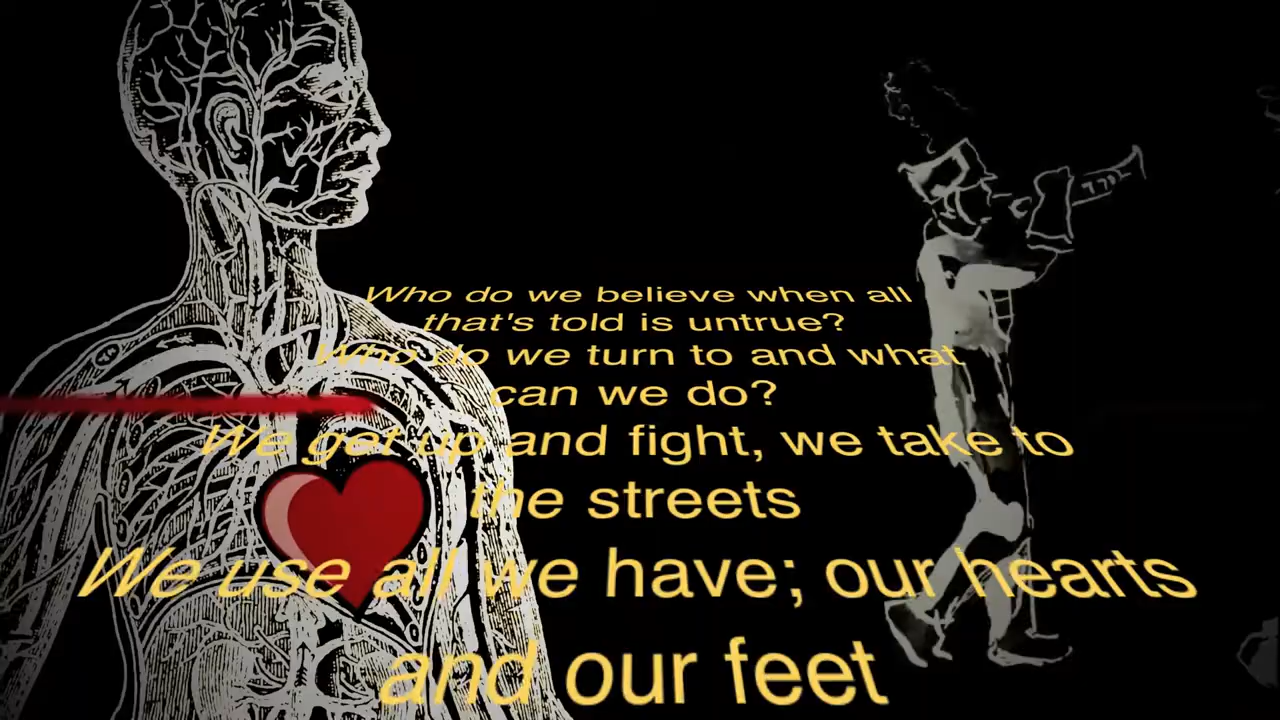 Who do we believe when all
that's told is untrue?
Who do we turn to and what
can we do?
We get up and fight, we take to
the streets
We use all we have; our hearts
and our feet